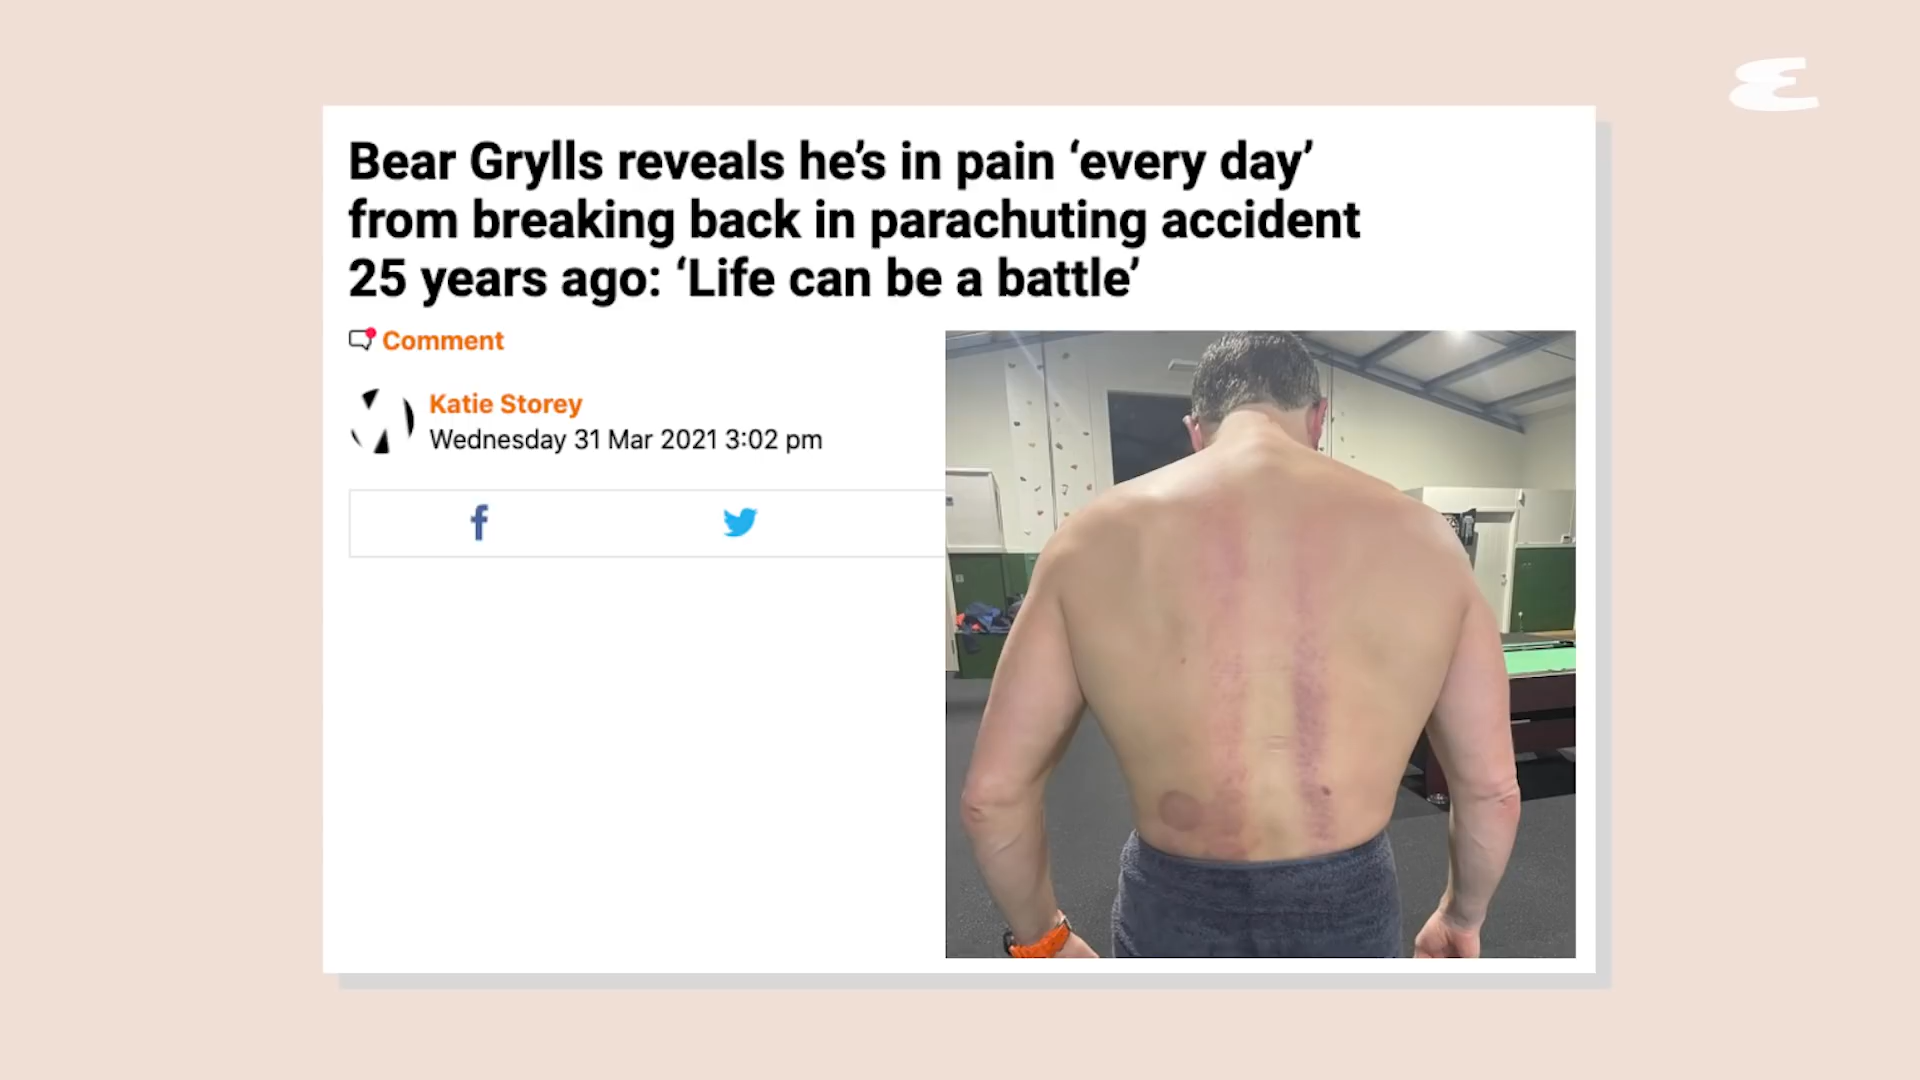 Bear Grylls reveals he’s in pain ‘every day’
from breaking back in parachuting accident
25 years ago: ‘Life can be a battle’
Comment
Katie Storey
Wednesday 31 Mar 2021 3:02 pm